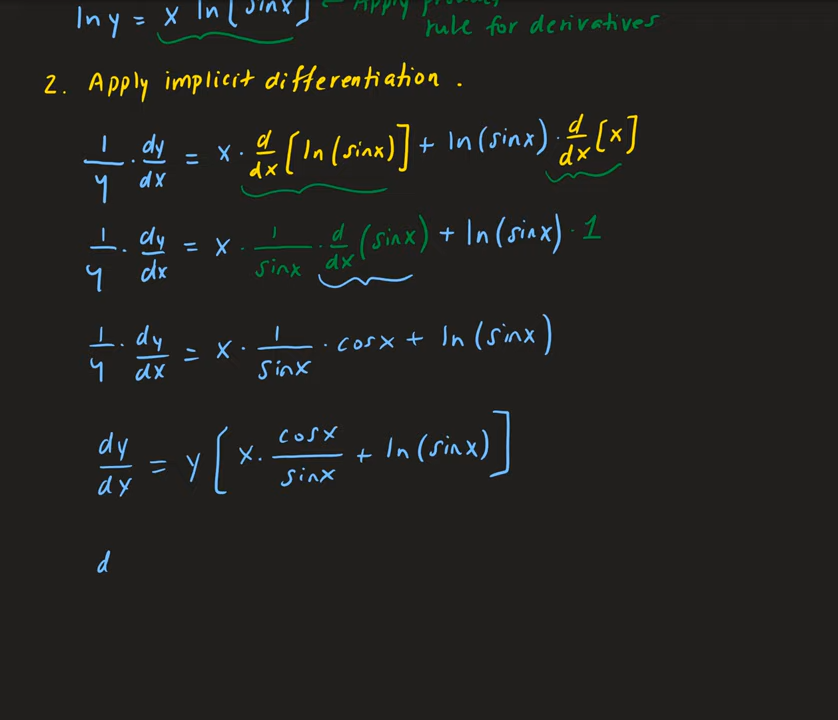 ln y = x ln[sinx] ← Apply product
rule for derivatives
2. Apply implicit differentiation.
1/y · dy/dx = x · d/dx [ln(sinx)] + ln(sinx) · d/dx [x]
1/y · dy/dx = x · 1/sinx · d/dx (sinx) + ln(sinx) · 1
1/y · dy/dx = x · 1/sinx · cosx + ln(sinx)
dy/dx = y [x · cosx/sinx + ln(sinx)]
d